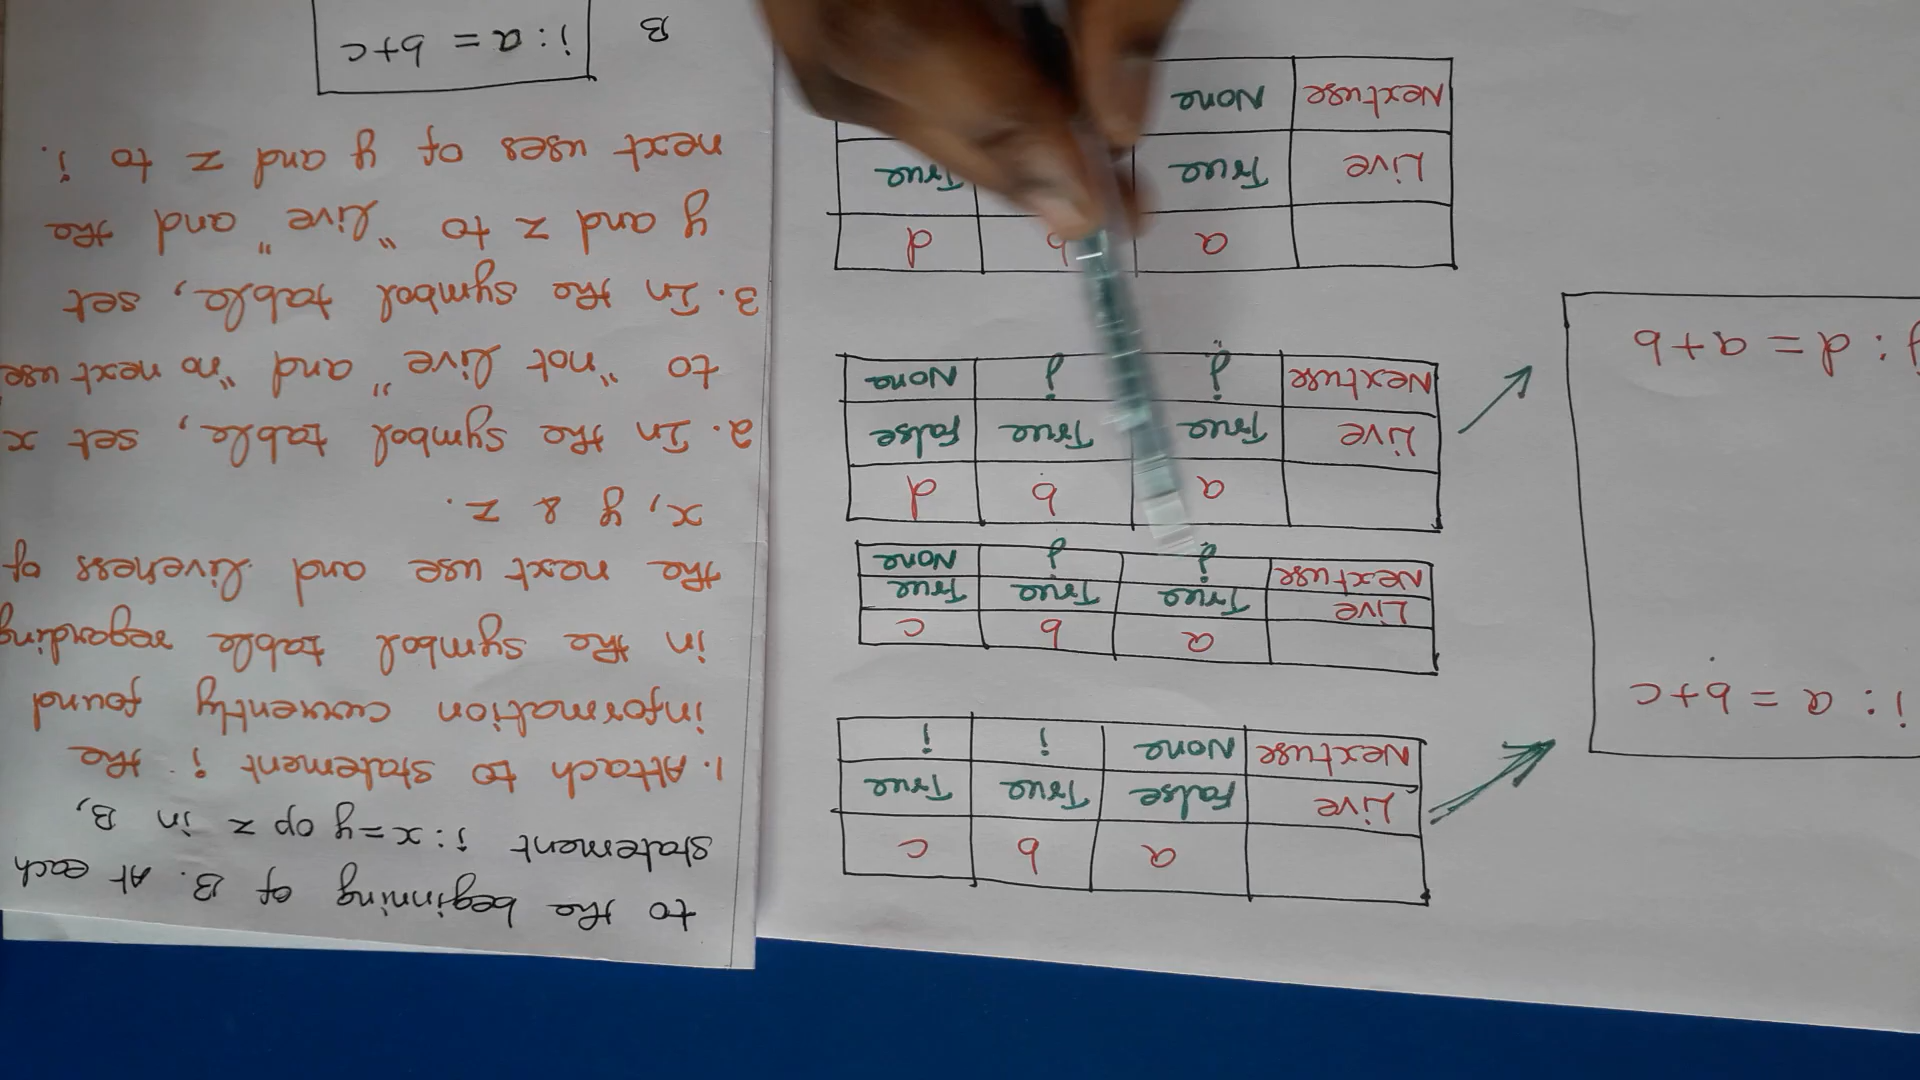 to the beginning of B. At each
statement i: x=y op z in B,
1. Attach to statement i the
information currently found
in the symbol table regarding
the next use and liveness of
x, y & z.
2. In the symbol table, set x
to "not live" and "no next use
3. In the symbol table, set
y and z to "live" and the
next uses of y and z to i.
i: a = b+c
B
i: a = b+c
j: d = a+b
a b c
Live False True True
Nextuse None i i
a b c
Live True True True
Nextuse j j None
a b d
Live True True False
Nextuse j j None
a b d
Live True True
Nextuse None